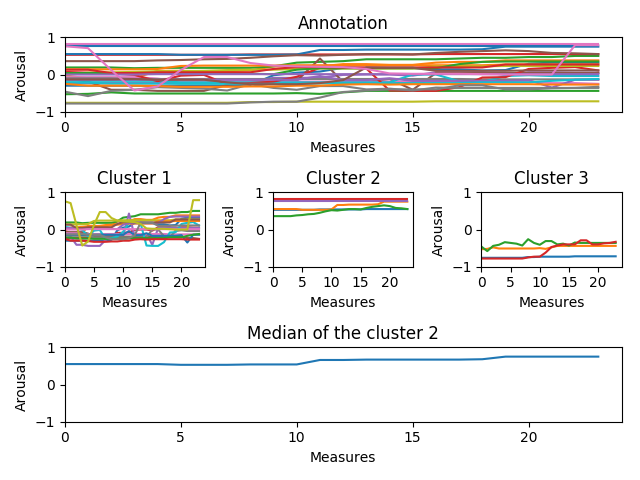 Annotation
Arousal
1
0
−1
0 5 10 15 20
Measures
Cluster 1 Cluster 2 Cluster 3
Arousal Arousal Arousal
1 1 1
0 0 0
−1 −1 −1
0 5 10 15 20 0 5 10 15 20 0 5 10 15 20
Measures Measures Measures
Median of the cluster 2
Arousal
1
0
−1
0 5 10 15 20
Measures